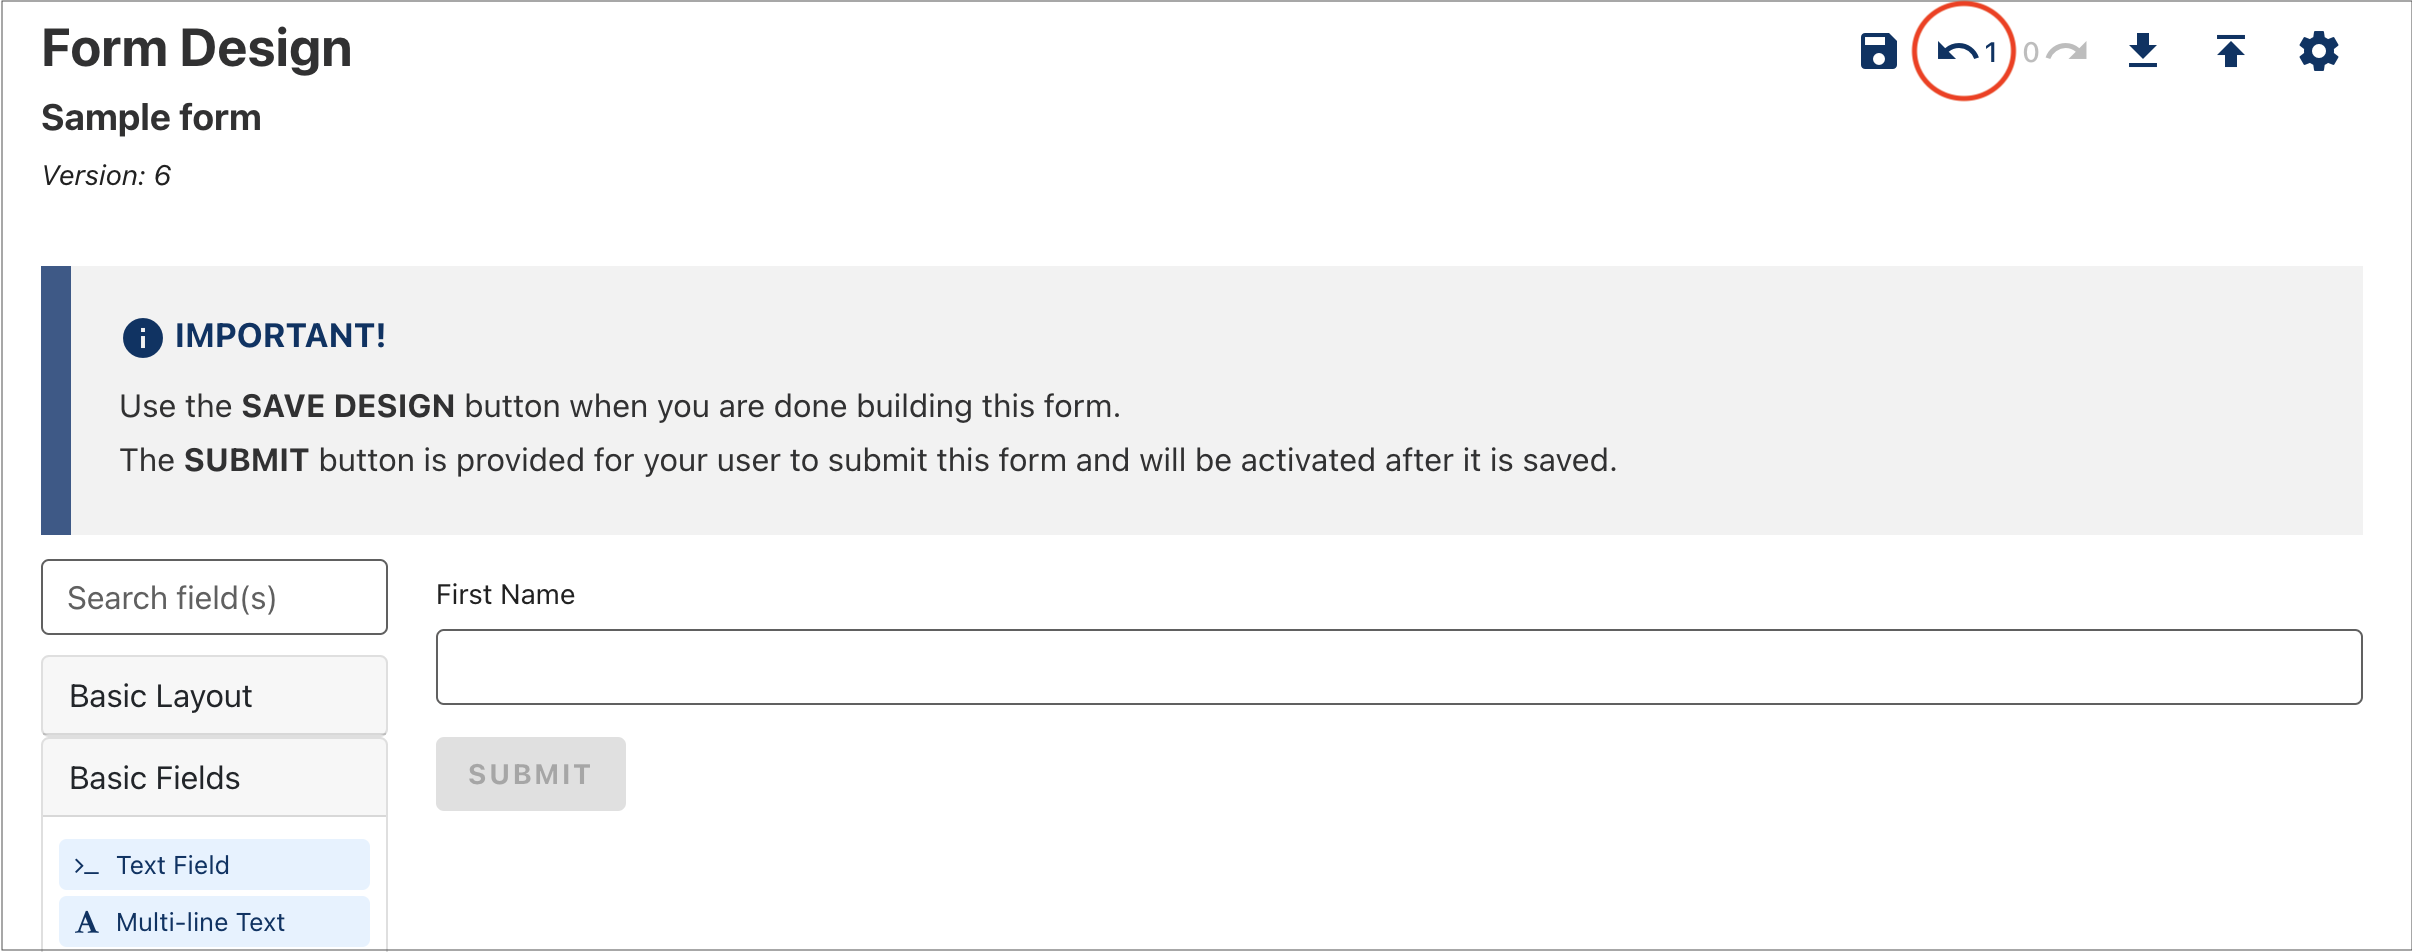 Form Design
1 0
Sample form
Version: 6
IMPORTANT!
Use the SAVE DESIGN button when you are done building this form.
The SUBMIT button is provided for your user to submit this form and will be activated after it is saved.
Search field(s)
First Name
Basic Layout
Basic Fields
SUBMIT
Text Field
Multi-line Text